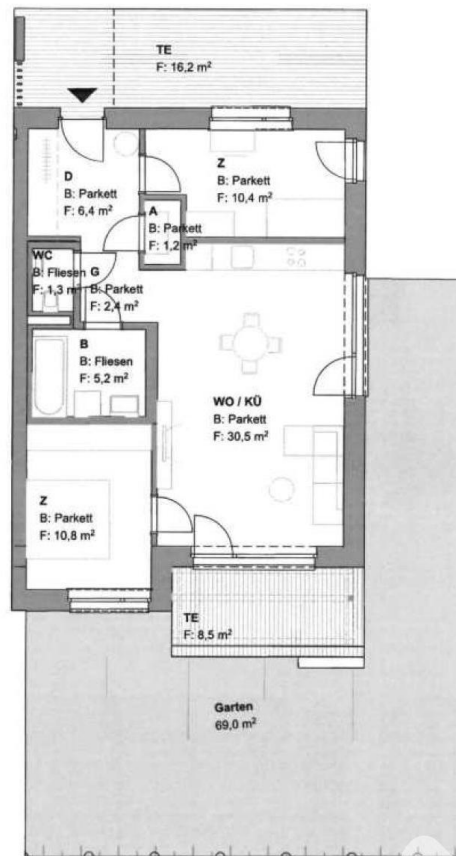 TE
F: 16,2 m²
D
B: Parkett
F: 6,4 m²
Z
B: Parkett
F: 10,4 m²
A
B: Parkett
F: 1,2 m²
WC
B: Fliesen
F: 1,3 m
G
B: Parkett
F: 2,4 m²
B
B: Fliesen
F: 5,2 m²
WO / KÜ
B: Parkett
F: 30,5 m²
Z
B: Parkett
F: 10,8 m²
TE
F: 8,5 m²
Garten
69,0 m²